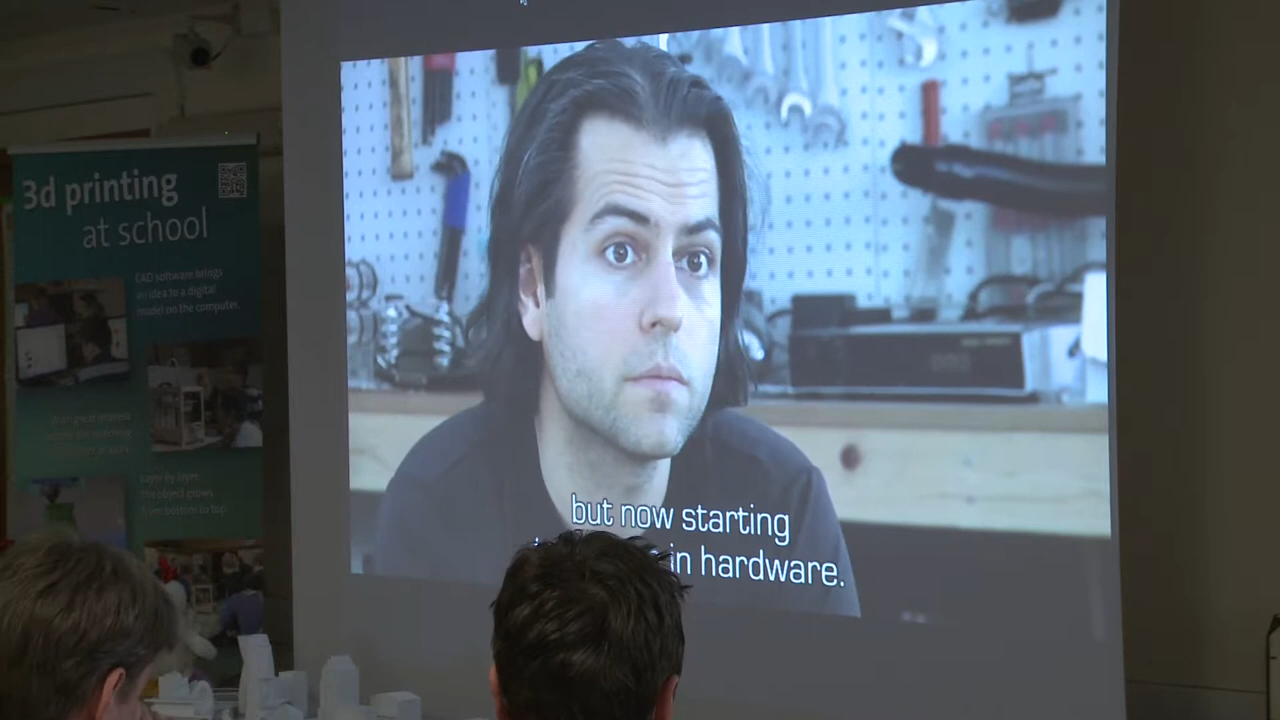 3d printing
at school
CAD software brings
an idea to a digital
model on the computer.
Layer by layer
the object grows
from bottom to top.
but now starting
in hardware.